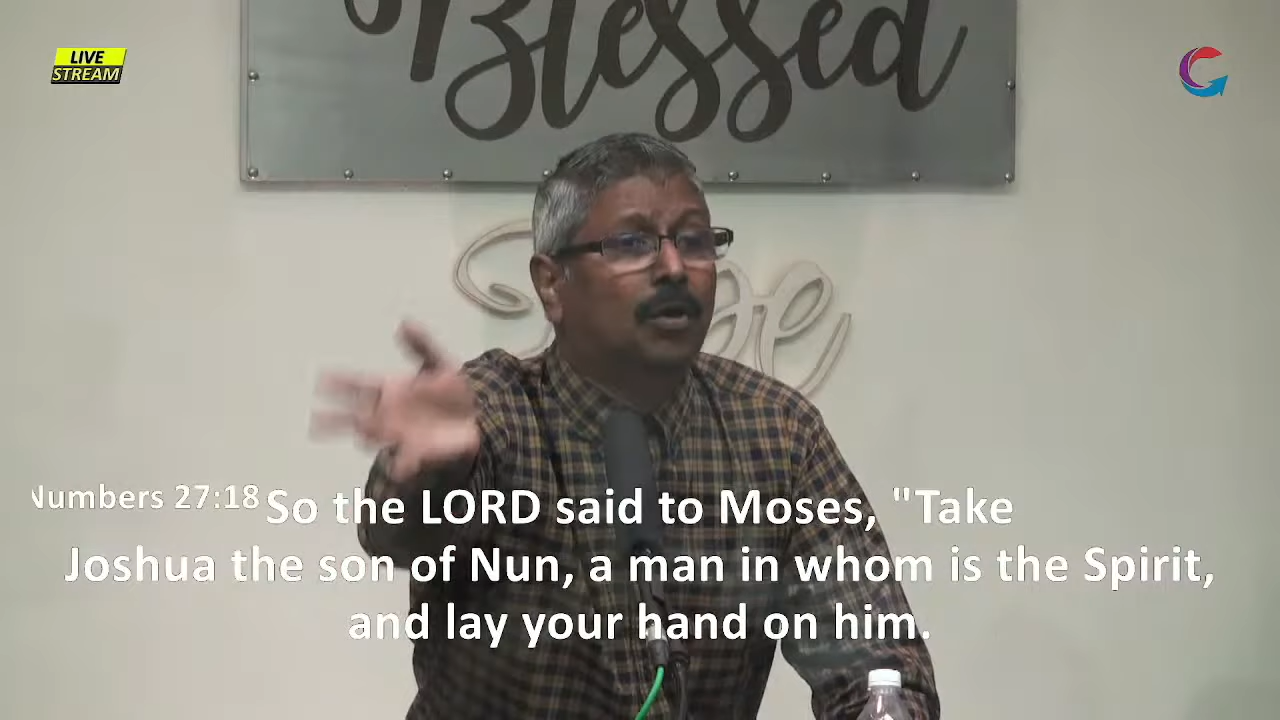 LIVE
STREAM
Blessed
Numbers 27:18 So the LORD said to Moses, "Take
Joshua the son of Nun, a man in whom is the Spirit,
and lay your hand on him.